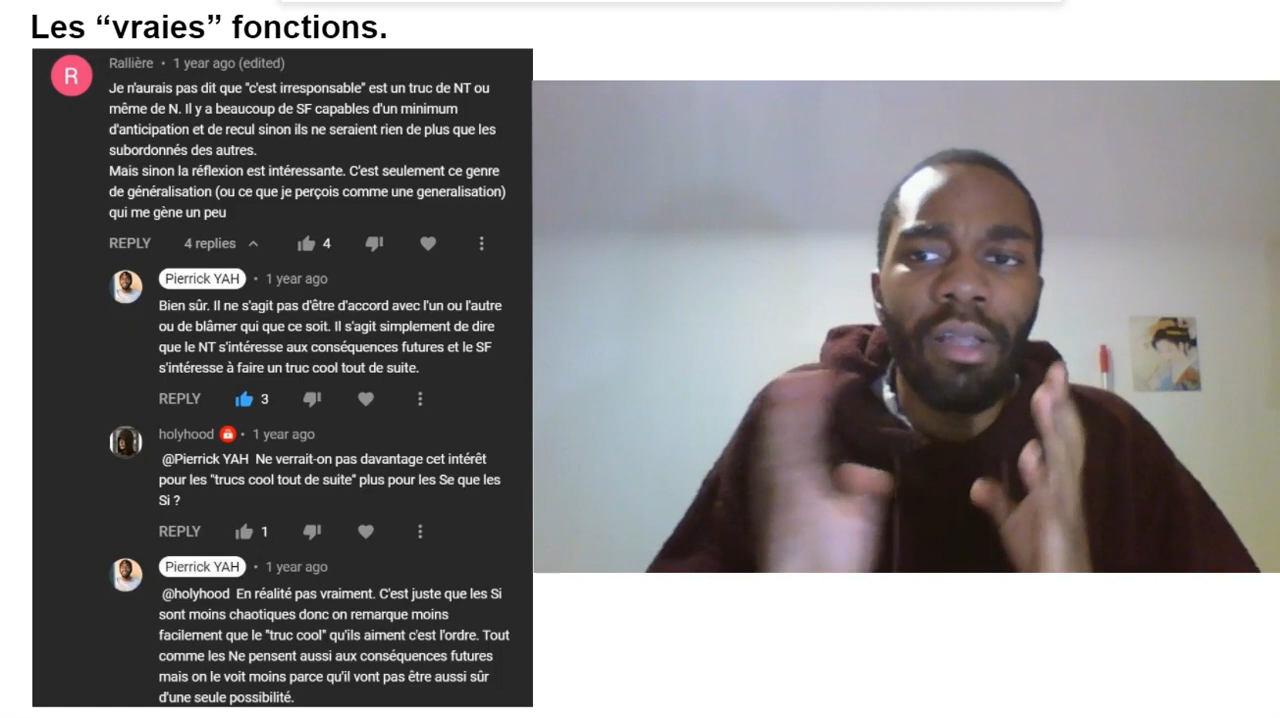 Les “vraies” fonctions.
R
Rallière • 1 year ago (edited)
Je n'aurais pas dit que "c'est irresponsable" est un truc de NT ou
même de N. Il y a beaucoup de SF capables d'un minimum
d'anticipation et de recul sinon ils ne seraient rien de plus que les
subordonnés des autres.
Mais sinon la réflexion est intéressante. C'est seulement ce genre
de généralisation (ou ce que je perçois comme une generalisation)
qui me gène un peu
REPLY 4 replies 4
Pierrick YAH • 1 year ago
Bien sûr. Il ne s'agit pas d'être d'accord avec l'un ou l'autre
ou de blâmer qui que ce soit. Il s'agit simplement de dire
que le NT s'intéresse aux conséquences futures et le SF
s'intéresse à faire un truc cool tout de suite.
REPLY 3
holyhood • 1 year ago
@Pierrick YAH Ne verrait-on pas davantage cet intérêt
pour les "trucs cool tout de suite" plus pour les Se que les
Si ?
REPLY 1
Pierrick YAH • 1 year ago
@holyhood En réalité pas vraiment. C'est juste que les Si
sont moins chaotiques donc on remarque moins
facilement que le "truc cool" qu'ils aiment c'est l'ordre. Tout
comme les Ne pensent aussi aux conséquences futures
mais on le voit moins parce qu'il vont pas être aussi sûr
d'une seule possibilité.